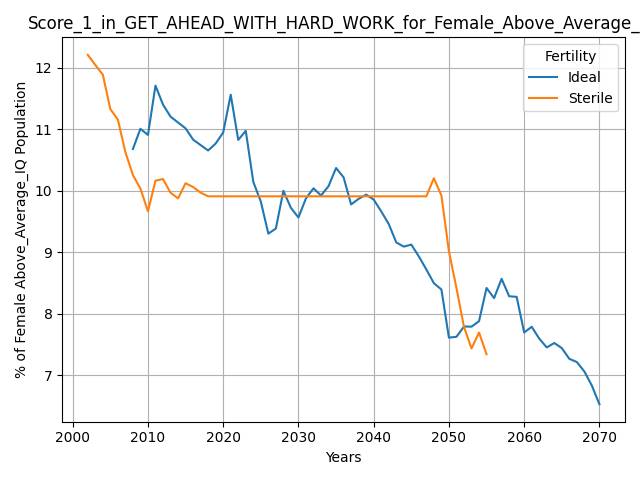 Score_1_in_GET_AHEAD_WITH_HARD_WORK_for_Female_Above_Average_
Fertility
Ideal
Sterile
% of Female Above_Average_IQ Population
12
11
10
9
8
7
2000 2010 2020 2030 2040 2050 2060 2070
Years